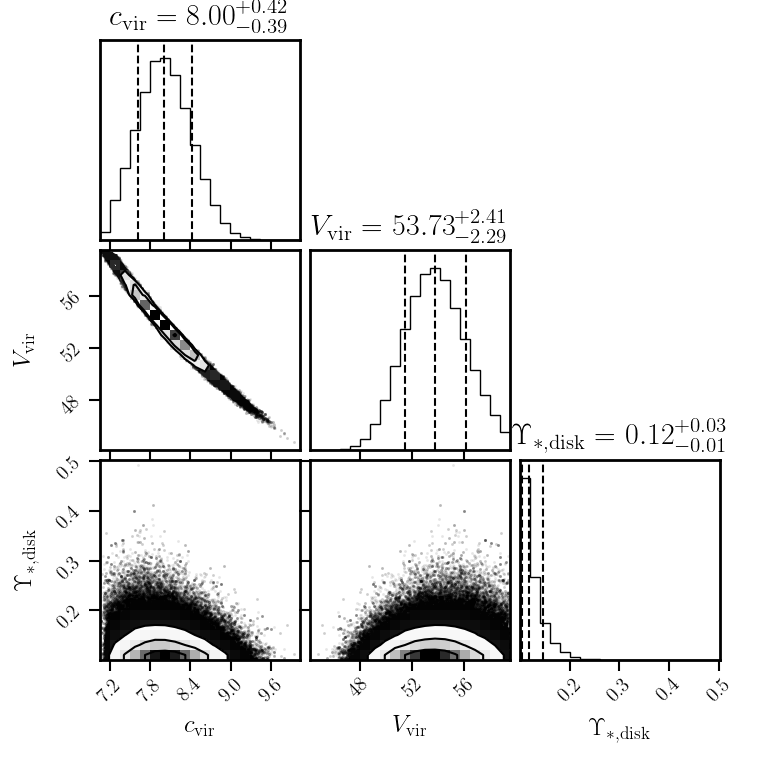 c_vir = 8.00 +0.42 −0.39
V_vir = 53.73 +2.41 −2.29
V_vir
56
52
48
ϒ_∗,disk = 0.12 +0.03 −0.01
ϒ_∗,disk
0.5
0.4
0.3
0.2
7.2 7.8 8.4 9.0 9.6
48 52 56
0.2 0.3 0.4 0.5
c_vir
V_vir
ϒ_∗,disk